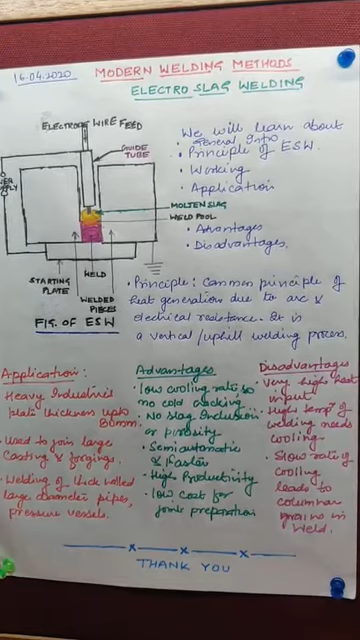 16.04.2020
MODERN WELDING METHODS
ELECTRO SLAG WELDING
ELECTRODE WIRE FEED
GUIDE
TUBE
MOLTEN SLAG
WELD POOL
STARTING
PLATE
WELD
WELDED
PIECES
FIG. OF ESW
We will learn about
• General Intro
• Principle of ESW.
• Working
• Application
• Advantages
• Disadvantages.
• Principle: Common principle of
heat generation due to arc &
electrical resistance. It is
a vertical/uphill welding process.
Application:
Heavy Industries
plate thickness upto
80mm.
• Used to join large
casting & forgings.
• Welding of thick walled
large diameter pipes,
pressure vessels.
Advantages
• low cooling rate so
no cold cracking
• No slag Inclusion
or porosity
• Semiautomatic
& faster
• High Productivity
• low cost for
joint preparation
Disadvantages
• Very high heat
input
• High temp of
welding needs
cooling
• Slow rate of
cooling
leads to
columnar
grains in
weld.
THANK YOU